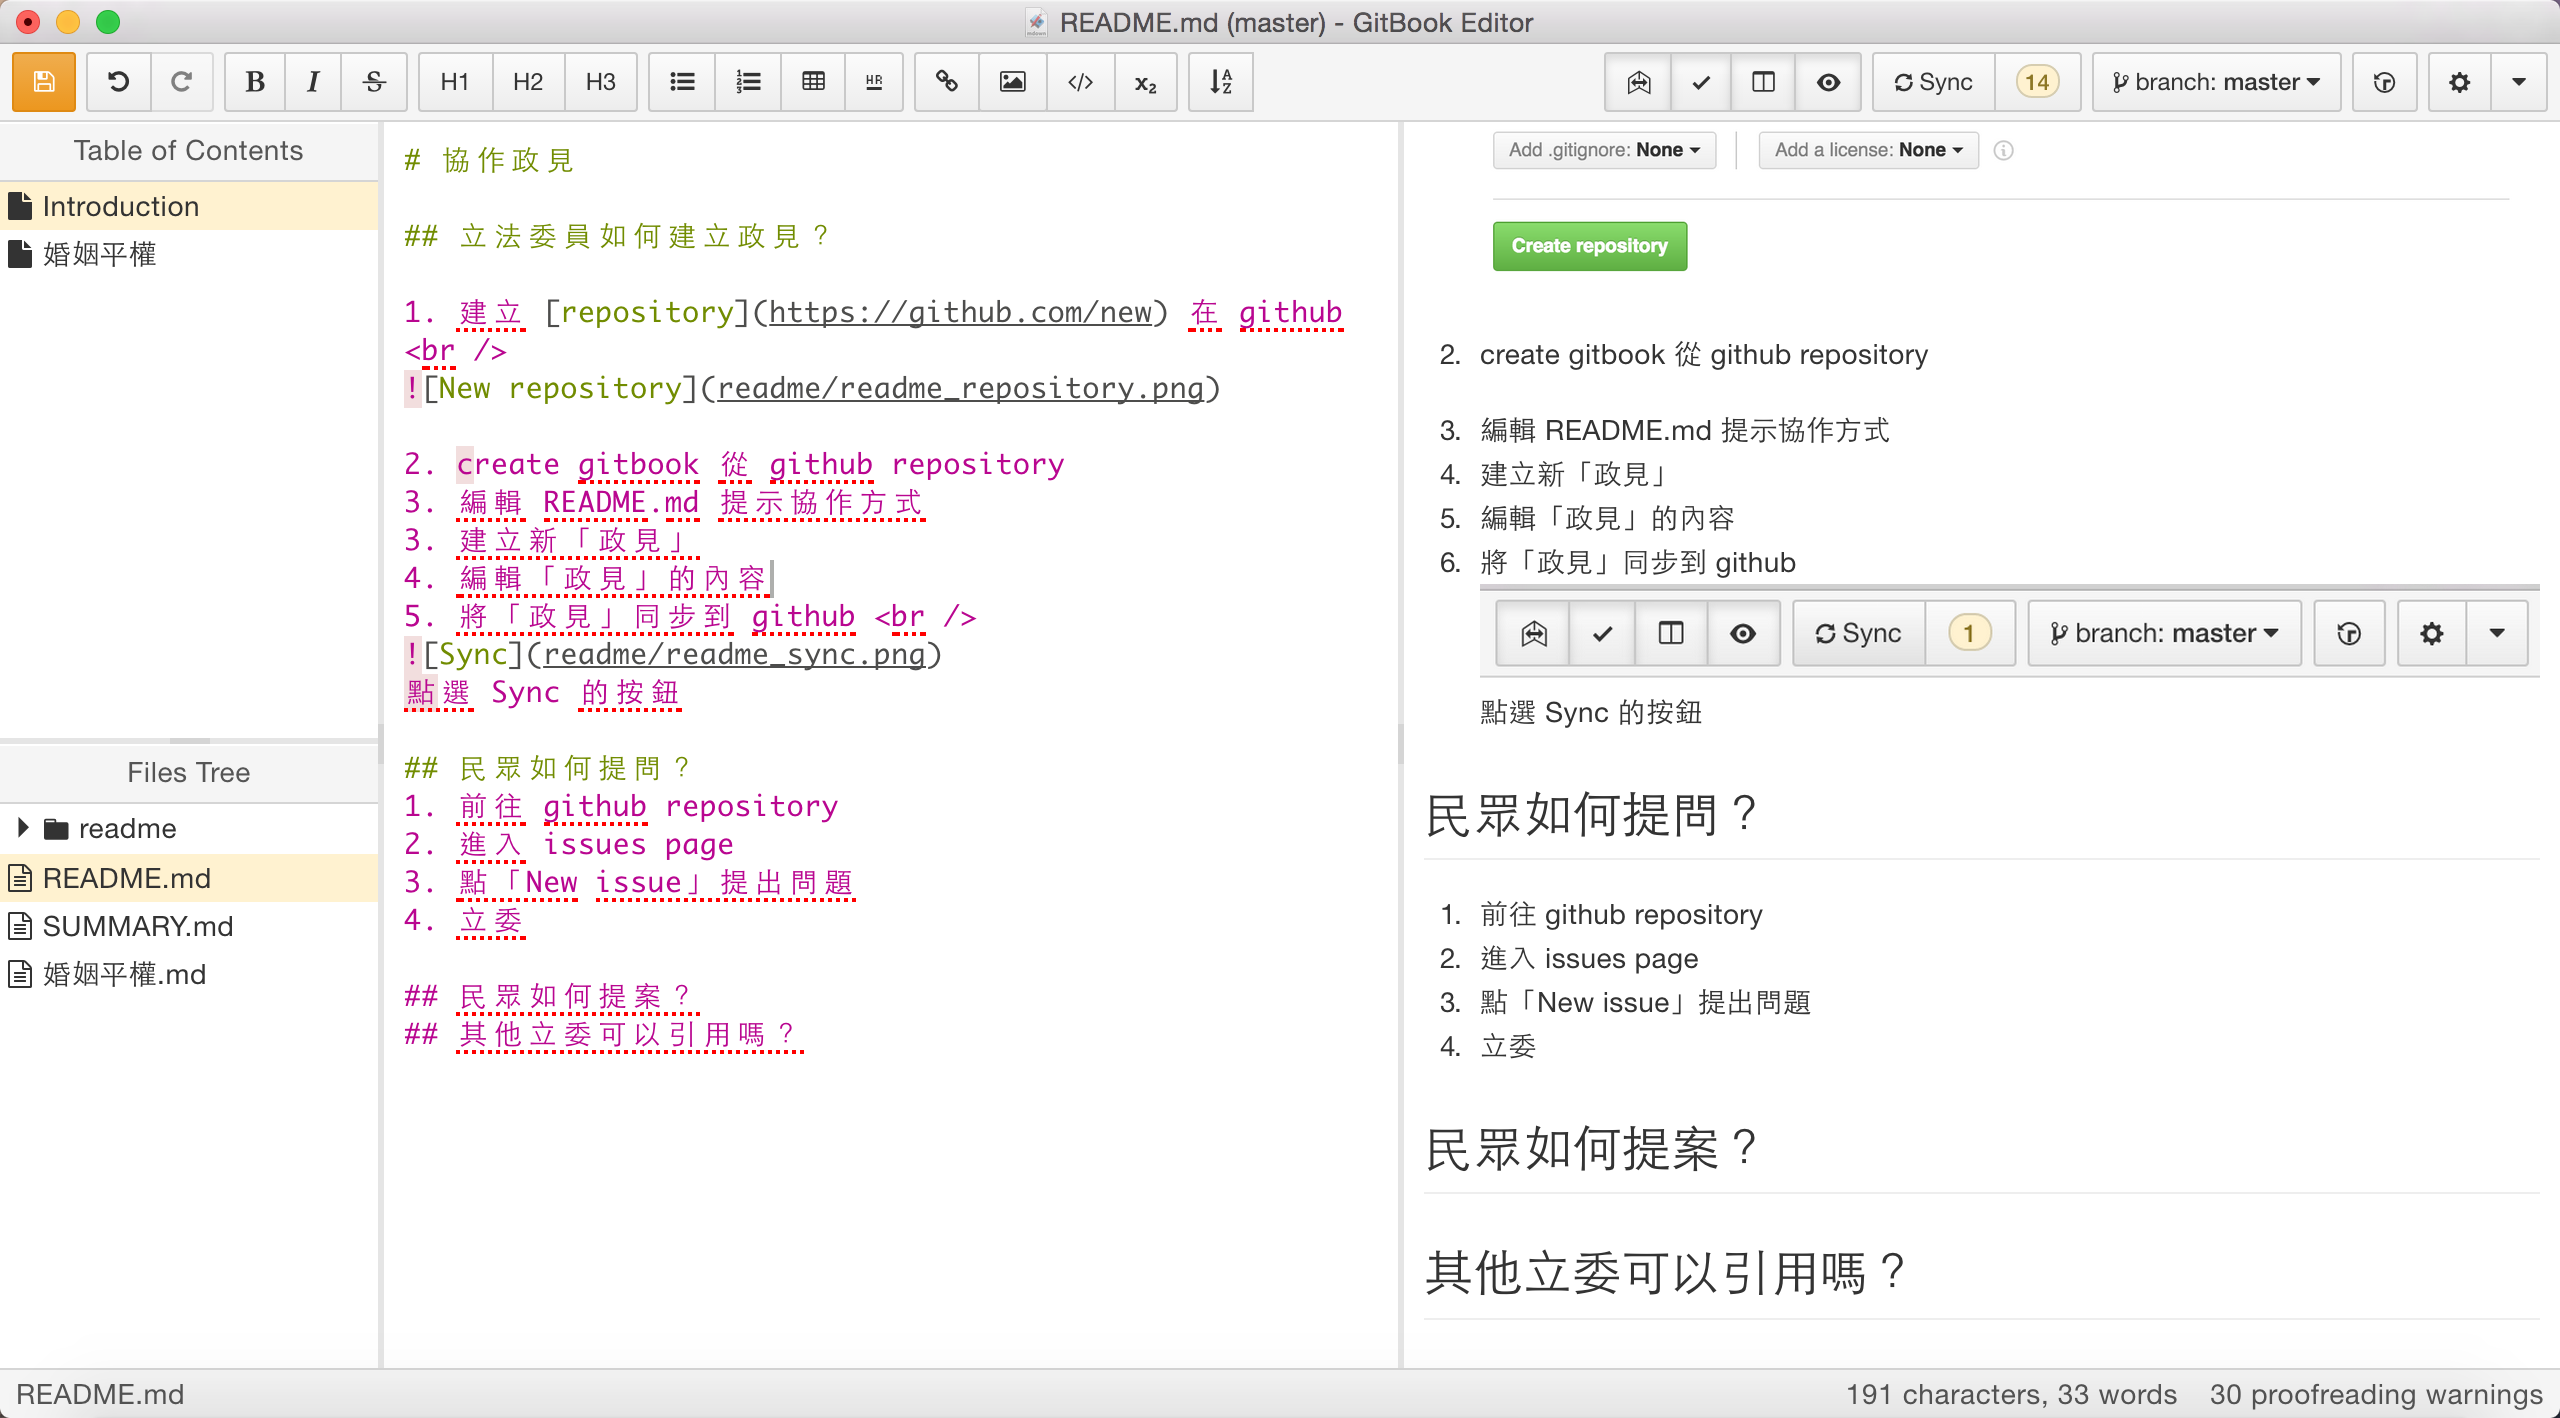 README.md (master) - GitBook Editor
B I S H1 H2 H3 HR </> x₂ A Z
Sync 14 branch: master
Table of Contents
Introduction
婚姻平權
Files Tree
readme
README.md
SUMMARY.md
婚姻平權.md
# 協作政見
## 立法委員如何建立政見？
1. 建立 [repository](https://github.com/new) 在 github
<br />
![New repository](readme/readme_repository.png)
2. create gitbook 從 github repository
3. 編輯 README.md 提示協作方式
3. 建立新「政見」
4. 編輯「政見」的內容
5. 將「政見」同步到 github <br />
![Sync](readme/readme_sync.png)
點選 Sync 的按鈕
## 民眾如何提問？
1. 前往 github repository
2. 進入 issues page
3. 點「New issue」提出問題
4. 立委
## 民眾如何提案？
## 其他立委可以引用嗎？
Add .gitignore: None Add a license: None
Create repository
2. create gitbook 從 github repository
3. 編輯 README.md 提示協作方式
4. 建立新「政見」
5. 編輯「政見」的內容
6. 將「政見」同步到 github
Sync 1 branch: master
點選 Sync 的按鈕
民眾如何提問？
1. 前往 github repository
2. 進入 issues page
3. 點「New issue」提出問題
4. 立委
民眾如何提案？
其他立委可以引用嗎？
README.md
191 characters, 33 words 30 proofreading warnings